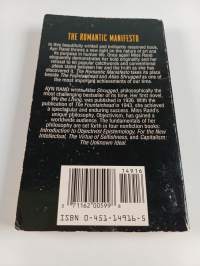 THE ROMANTIC MANIFESTO
In this beautifully written and brilliantly reasoned book,
Ayn Rand throws a new light on the nature of art and
its purpose in human life. Once again Miss Rand
eloquently demonstrates her bold originality and her
refusal to let popular catchwords and conventional
ideas stand between her and the truth as she has
discovered it. The Romantic Manifesto takes its place
beside The Fountainhead and Atlas Shrugged as one of the
most important achievements of our time.
AYN RAND wrote Atlas Shrugged, philosophically the
most challenging bestseller of its time. Her first novel,
We the Living, was published in 1936. With the
publication of The Fountainhead in 1943, she achieved
a spectacular and enduring success. Miss Rand's
unique philosophy, Objectivism, has gained a
worldwide audience. The fundamentals of her
philosophy are set forth in four nonfiction books:
Introduction to Objectivist Epistemology, For the New
Intellectual, The Virtue of Selfishness, and Capitalism:
The Unknown Ideal.
14916
0 71162 00599 6
ISBN 0-451-14916-5